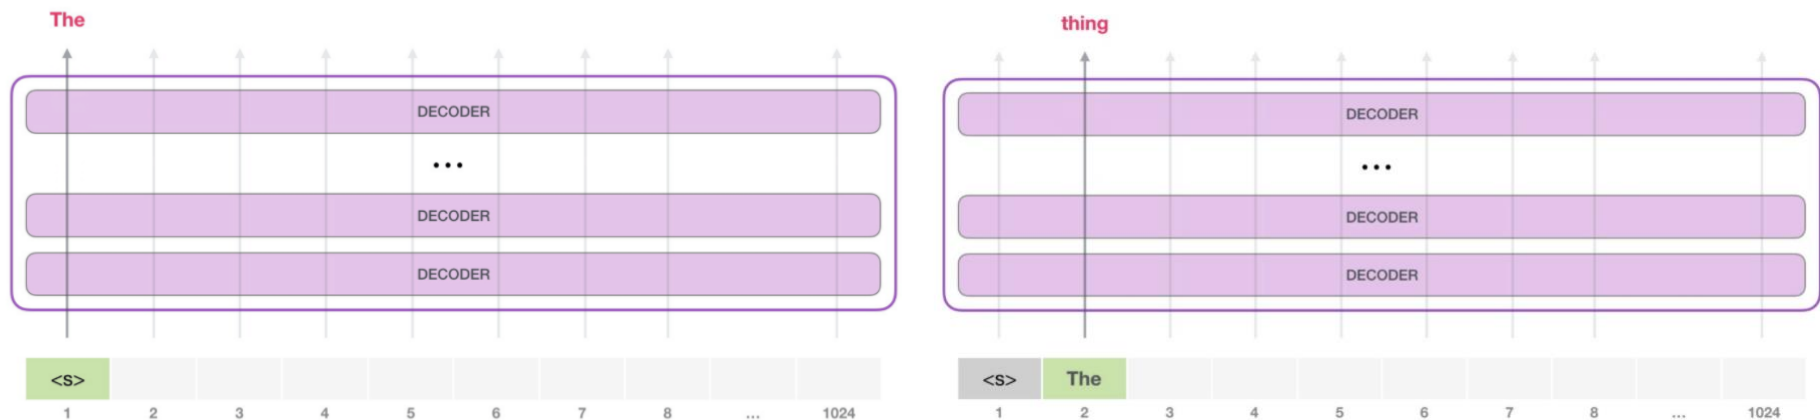 The
DECODER
...
DECODER
DECODER
<s>
1 2 3 4 5 6 7 8 ... 1024
thing
DECODER
...
DECODER
DECODER
<s> The
1 2 3 4 5 6 7 8 ... 1024